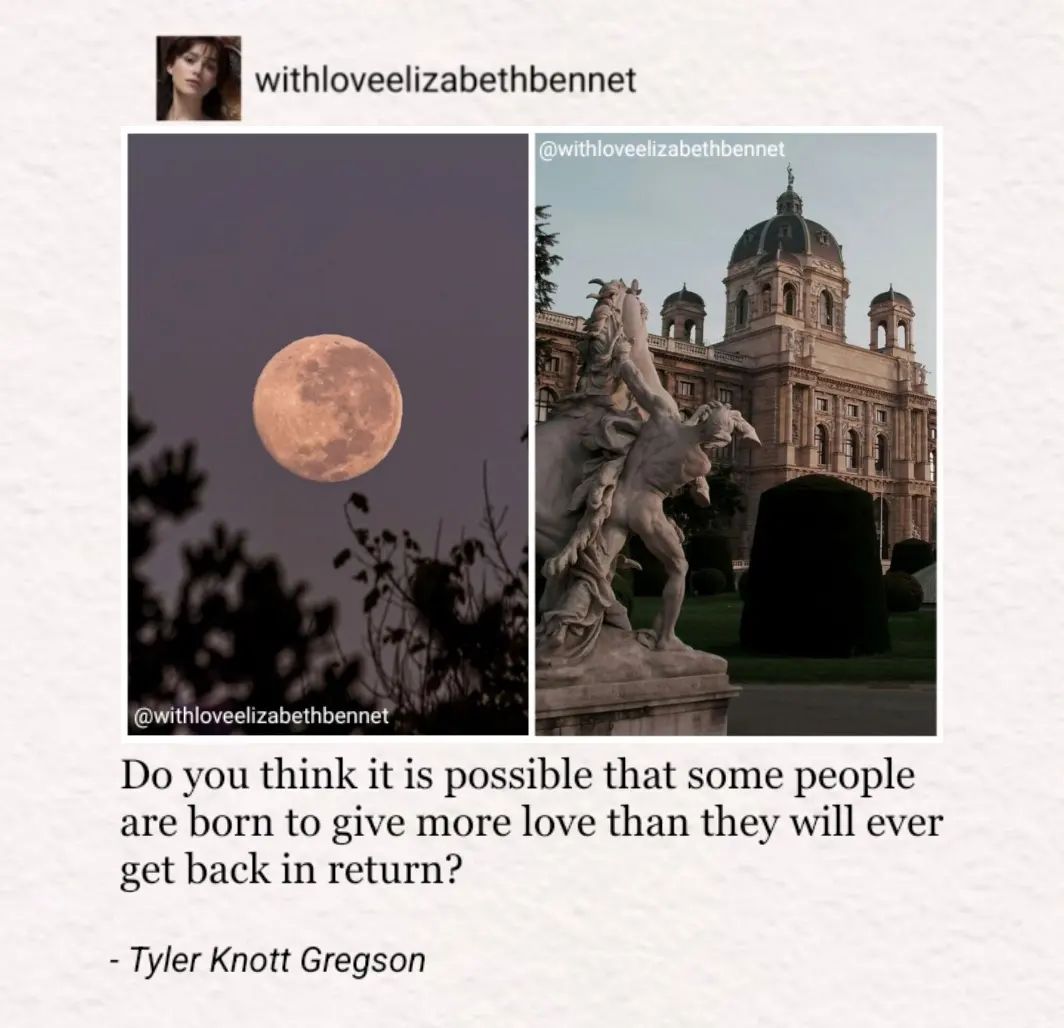 withloveelizabethbennet
@withloveelizabethbennet
@withloveelizabethbennet
Do you think it is possible that some people
are born to give more love than they will ever
get back in return?
- Tyler Knott Gregson